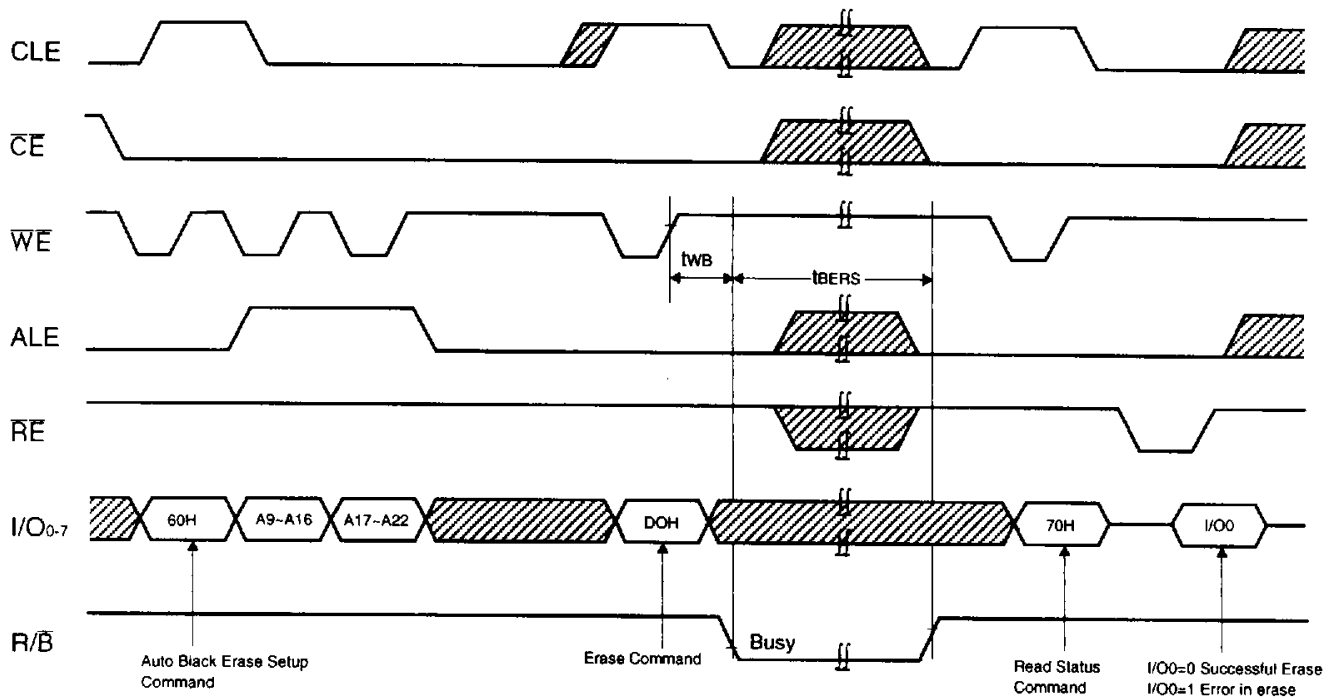 CLE
CE
WE
tWB
tBERS
ALE
RE
I/O0-7
60H
A9~A16
A17~A22
DOH
70H
I/O0
R/B
Busy
Auto Black Erase Setup
Command
Erase Command
Read Status
Command
I/O0=0 Successful Erase
I/O0=1 Error in erase